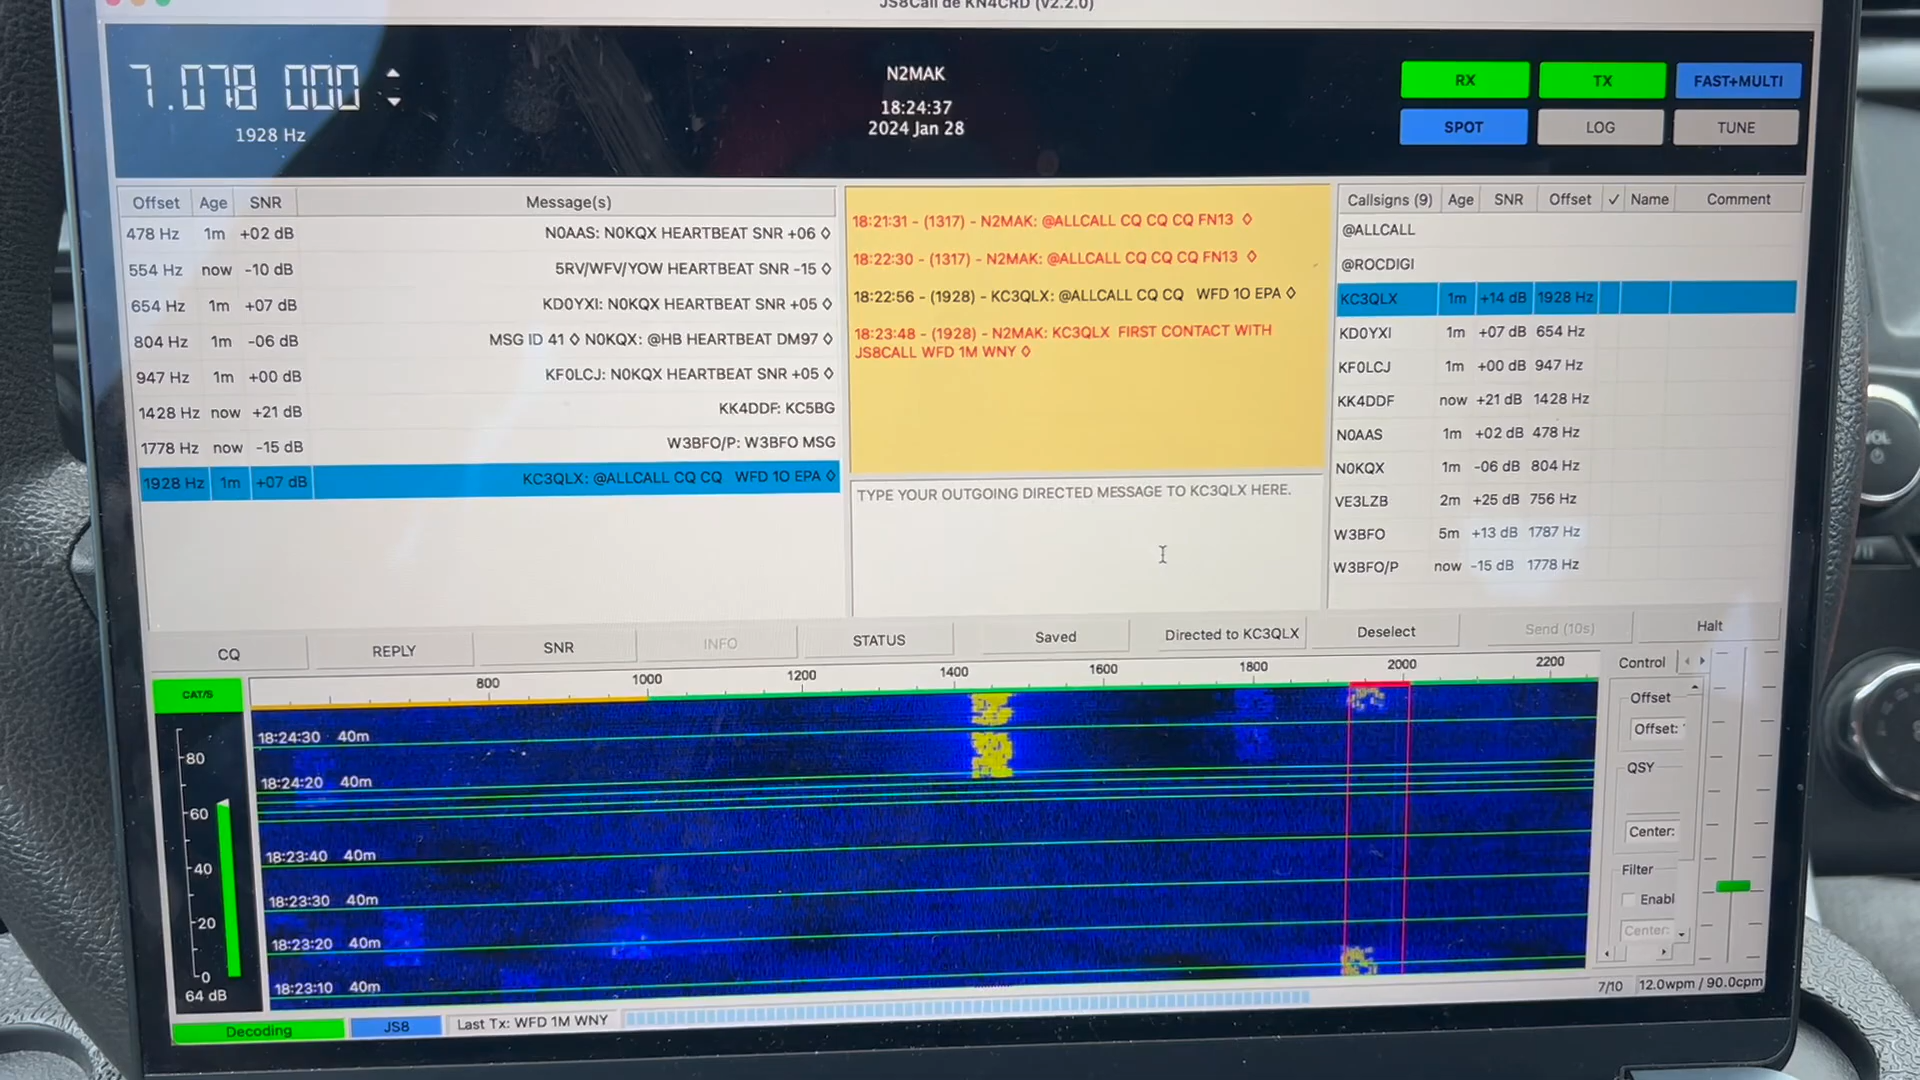 JS8Call de KN4CRD (v2.2.0)
7.078 000
1928 Hz
N2MAK
18:24:37
2024 Jan 28
RX TX FAST+MULTI
SPOT LOG TUNE
Offset Age SNR Message(s)
478 Hz 1m +02 dB N0AAS: N0KQX HEARTBEAT SNR +06 ♢
554 Hz now -10 dB 5RV/WFV/YOW HEARTBEAT SNR -15 ♢
654 Hz 1m +07 dB KD0YXI: N0KQX HEARTBEAT SNR +05 ♢
804 Hz 1m -06 dB MSG ID 41 ♢ N0KQX: @HB HEARTBEAT DM97 ♢
947 Hz 1m +00 dB KF0LCJ: N0KQX HEARTBEAT SNR +05 ♢
1428 Hz now +21 dB KK4DDF: KC5BG
1778 Hz now -15 dB W3BFO/P: W3BFO MSG
1928 Hz 1m +07 dB KC3QLX: @ALLCALL CQ CQ WFD 1O EPA ♢
18:21:31 - (1317) - N2MAK: @ALLCALL CQ CQ CQ FN13 ♢
18:22:30 - (1317) - N2MAK: @ALLCALL CQ CQ CQ FN13 ♢
18:22:56 - (1928) - KC3QLX: @ALLCALL CQ CQ WFD 1O EPA ♢
18:23:48 - (1928) - N2MAK: KC3QLX FIRST CONTACT WITH
JS8CALL WFD 1M WNY ♢
TYPE YOUR OUTGOING DIRECTED MESSAGE TO KC3QLX HERE.
Callsigns (9) Age SNR Offset ✓ Name Comment
@ALLCALL
@ROCDIGI
KC3QLX 1m +14 dB 1928 Hz
KD0YXI 1m +07 dB 654 Hz
KF0LCJ 1m +00 dB 947 Hz
KK4DDF now +21 dB 1428 Hz
N0AAS 1m +02 dB 478 Hz
N0KQX 1m -06 dB 804 Hz
VE3LZB 2m +25 dB 756 Hz
W3BFO 5m +13 dB 1787 Hz
W3BFO/P now -15 dB 1778 Hz
CQ REPLY SNR INFO STATUS Saved Directed to KC3QLX Deselect Send (10s) Halt
CAT/S
800 1000 1200 1400 1600 1800 2000 2200
18:24:30 40m
18:24:20 40m
18:23:40 40m
18:23:30 40m
18:23:20 40m
18:23:10 40m
80
60
40
20
0
64 dB
Control
Offset
Offset:
QSY
Center:
Filter
Enabl
Center:
Decoding JS8 Last Tx: WFD 1M WNY
7/10 12.0wpm / 90.0cpm